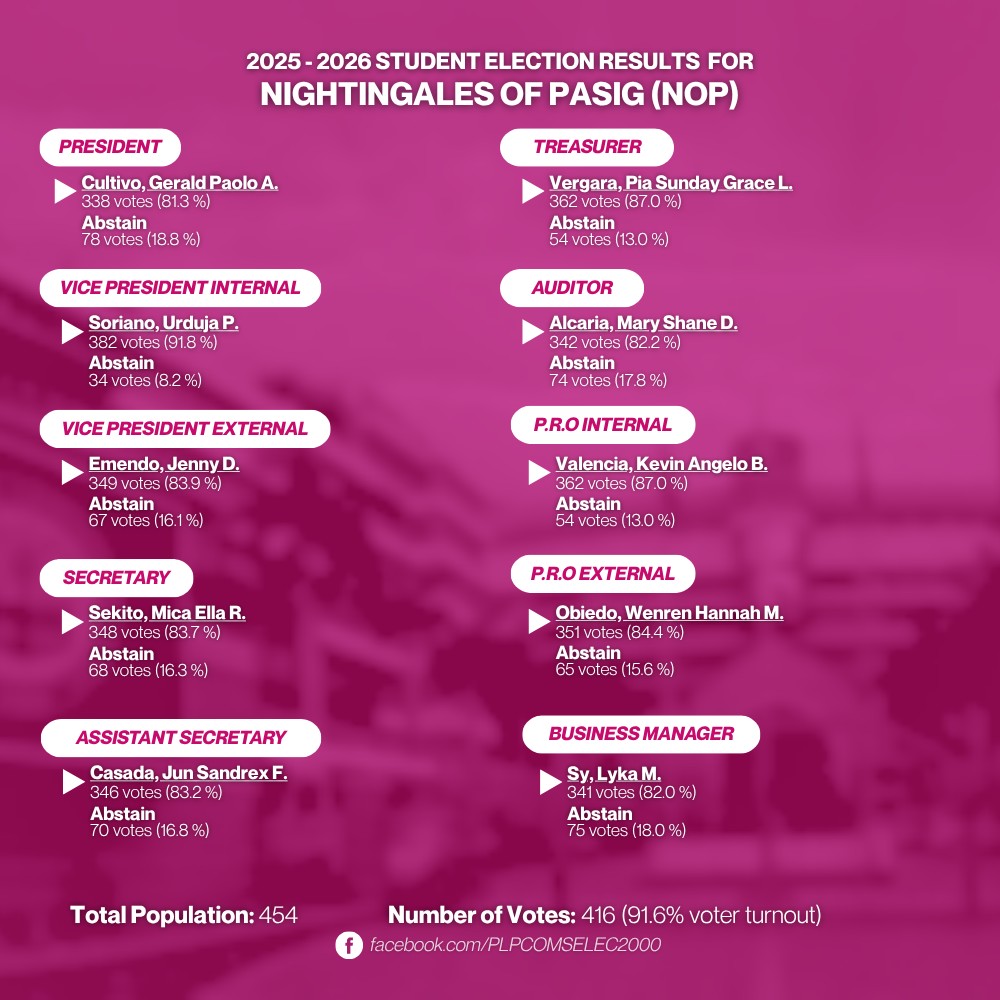 2025 - 2026 STUDENT ELECTION RESULTS FOR
NIGHTINGALES OF PASIG (NOP)
PRESIDENT
Cultivo, Gerald Paolo A.
338 votes (81.3 %)
Abstain
78 votes (18.8 %)
VICE PRESIDENT INTERNAL
Soriano, Urduja P.
382 votes (91.8 %)
Abstain
34 votes (8.2 %)
VICE PRESIDENT EXTERNAL
Emendo, Jenny D.
349 votes (83.9 %)
Abstain
67 votes (16.1 %)
SECRETARY
Sekito, Mica Ella R.
348 votes (83.7 %)
Abstain
68 votes (16.3 %)
ASSISTANT SECRETARY
Casada, Jun Sandrex F.
346 votes (83.2 %)
Abstain
70 votes (16.8 %)
TREASURER
Vergara, Pia Sunday Grace L.
362 votes (87.0 %)
Abstain
54 votes (13.0 %)
AUDITOR
Alcaria, Mary Shane D.
342 votes (82.2 %)
Abstain
74 votes (17.8 %)
P.R.O INTERNAL
Valencia, Kevin Angelo B.
362 votes (87.0 %)
Abstain
54 votes (13.0 %)
P.R.O EXTERNAL
Obiedo, Wenren Hannah M.
351 votes (84.4 %)
Abstain
65 votes (15.6 %)
BUSINESS MANAGER
Sy, Lyka M.
341 votes (82.0 %)
Abstain
75 votes (18.0 %)
Total Population: 454
Number of Votes: 416 (91.6% voter turnout)
facebook.com/PLPCOMSELEC2000